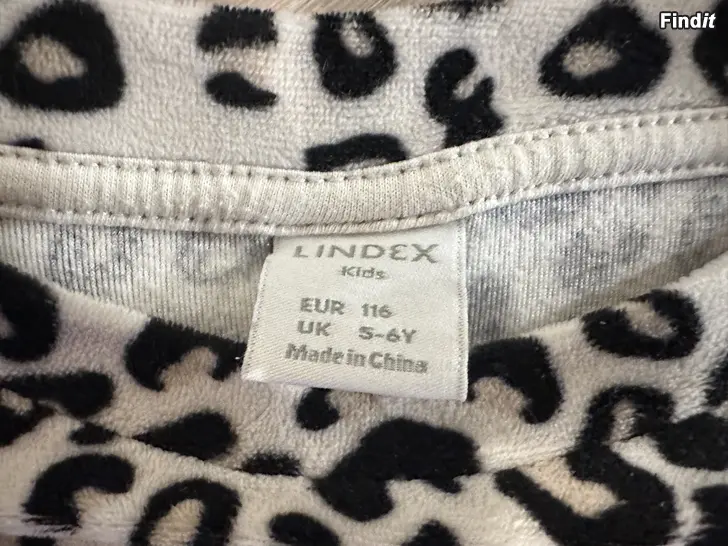 Findit
LINDEX
Kids
EUR 116
UK 5-6Y
Made in China